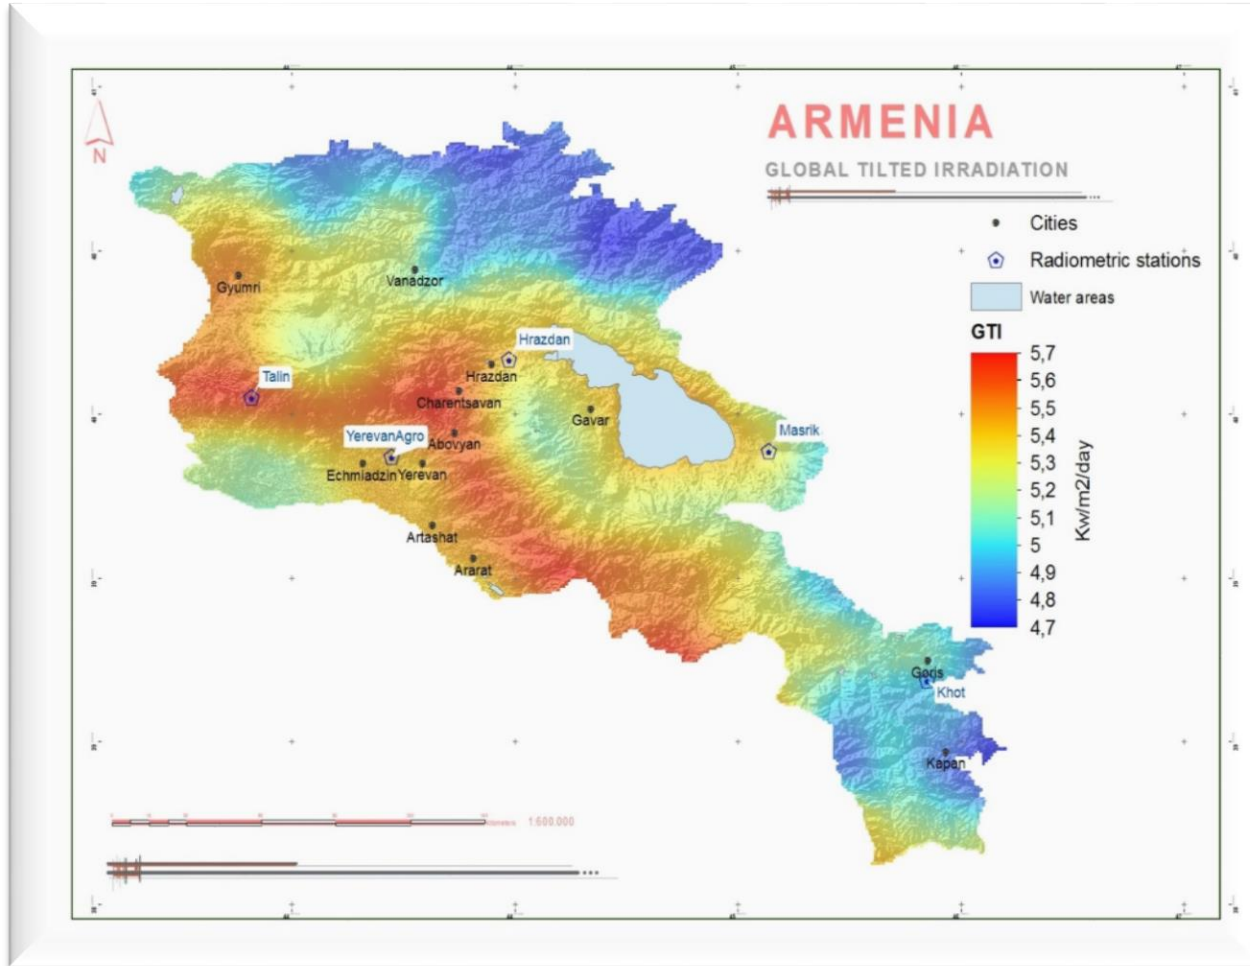 ARMENIA
N
GLOBAL TILTED IRRADIATION
Cities
Radiometric stations
Water areas
GTI
5,7
5,6
5,5
5,4
5,3
5,2
5,1
5
4,9
4,8
4,7
Kw/m2/day
Gyumri
Vanadzor
Hrazdan
Hrazdan
Talin
Charentsavan
Gavar
Masrik
YerevanAgro
Abovyan
Echmiadzin
Yerevan
Artashat
Ararat
Goris
Khot
Kapan
1:600.000